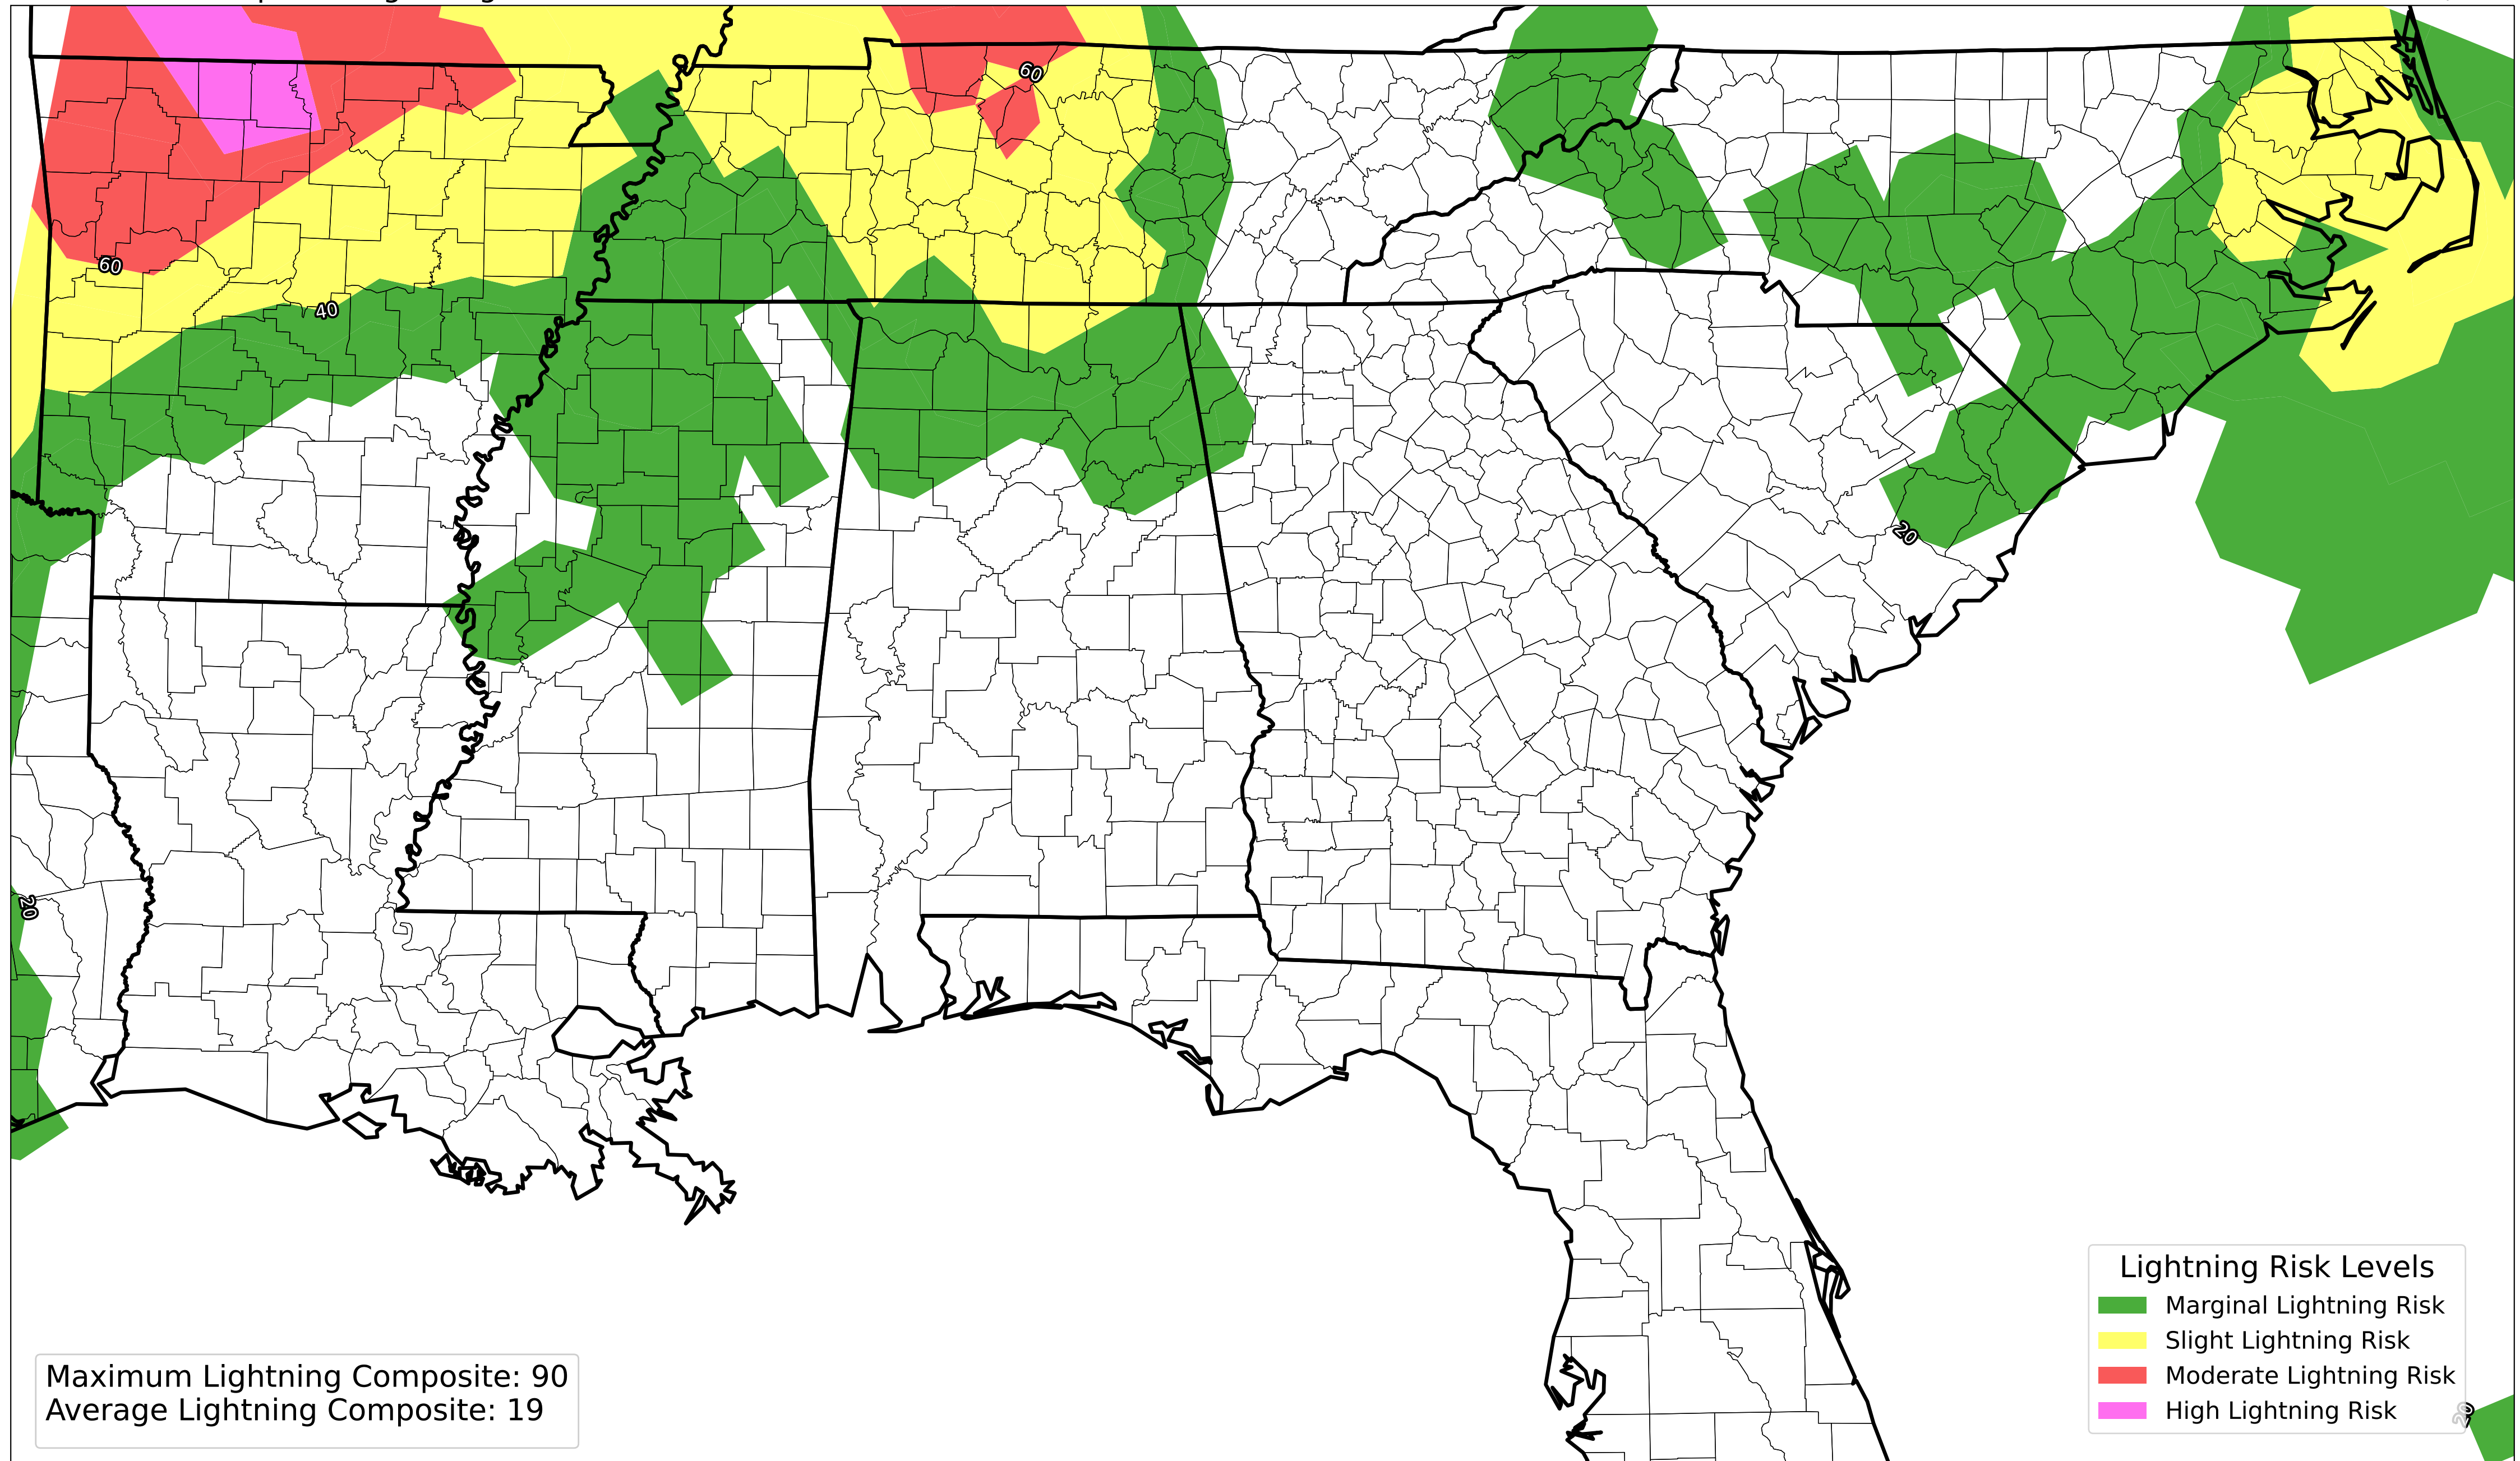 60
60
40
20
20
Lightning Risk Levels
Marginal Lightning Risk
Slight Lightning Risk
Moderate Lightning Risk
High Lightning Risk
20
Maximum Lightning Composite: 90
Average Lightning Composite: 19